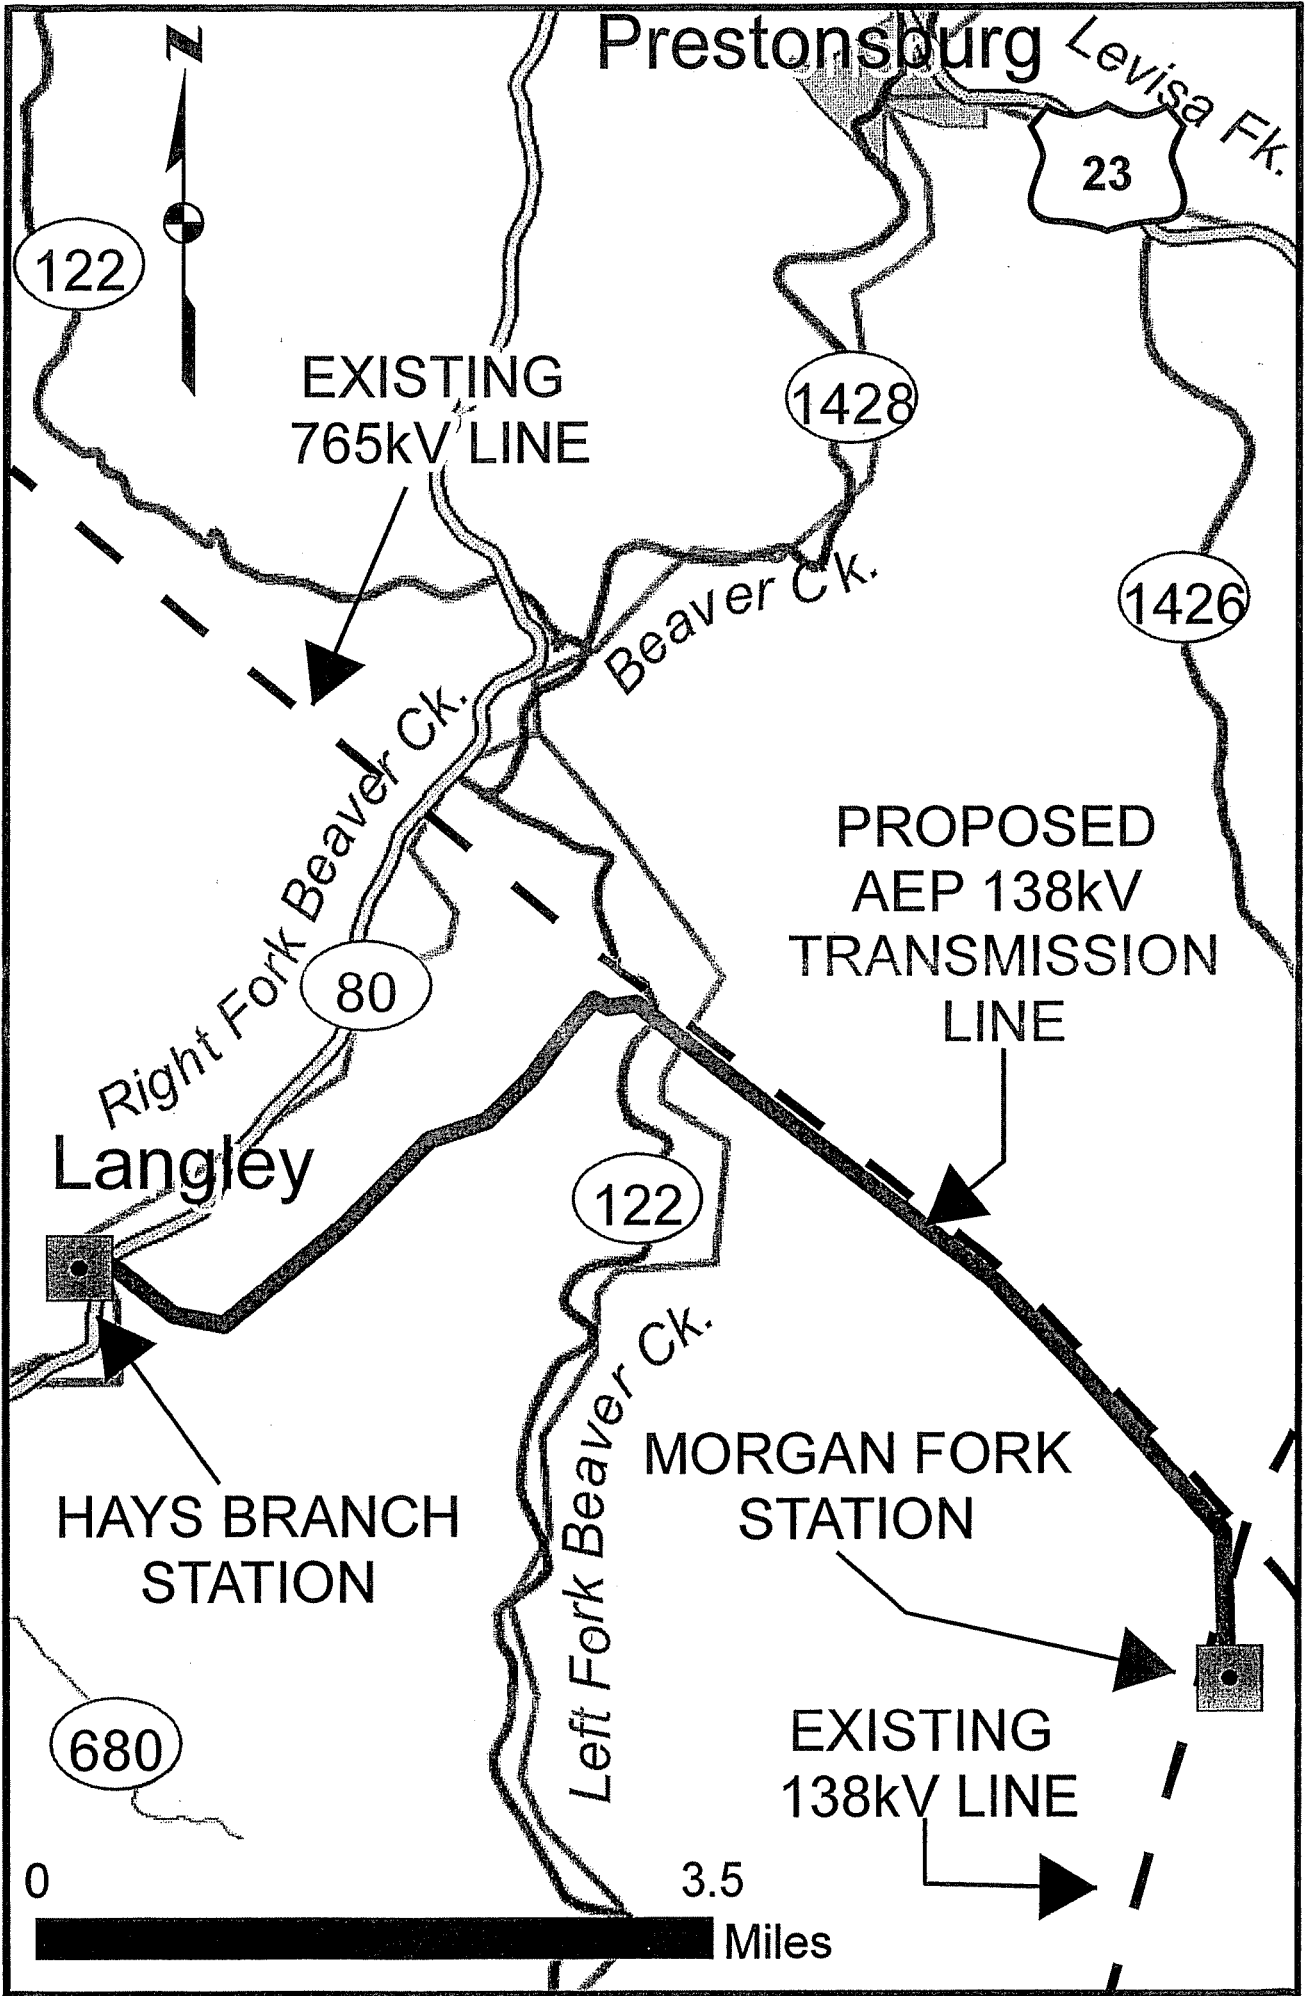 N
Prestonsburg
Levisa Fk.
23
122
EXISTING
765kV LINE
1428
1426
Beaver Ck.
Right Fork Beaver Ck.
PROPOSED
AEP 138kV
TRANSMISSION
LINE
80
Langley
122
Left Fork Beaver Ck.
MORGAN FORK
STATION
HAYS BRANCH
STATION
680
EXISTING
138kV LINE
0
3.5
Miles